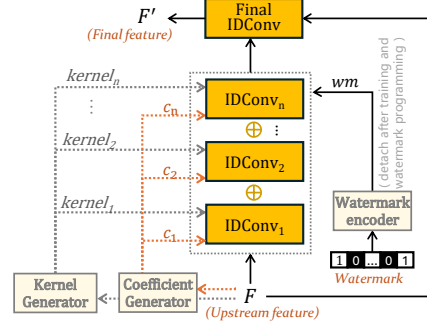 F′
(Final feature)
Final
IDConv
kernel_n
⋮
c_n
IDConv_n
wm
(detach after training and
watermark programming)
⊕ ⋮
kernel_2
c_2
IDConv_2
⊕
kernel_1
c_1
IDConv_1
Watermark
encoder
1 0 ... 0 1
Watermark
Kernel
Generator
Coefficient
Generator
F
(Upstream feature)